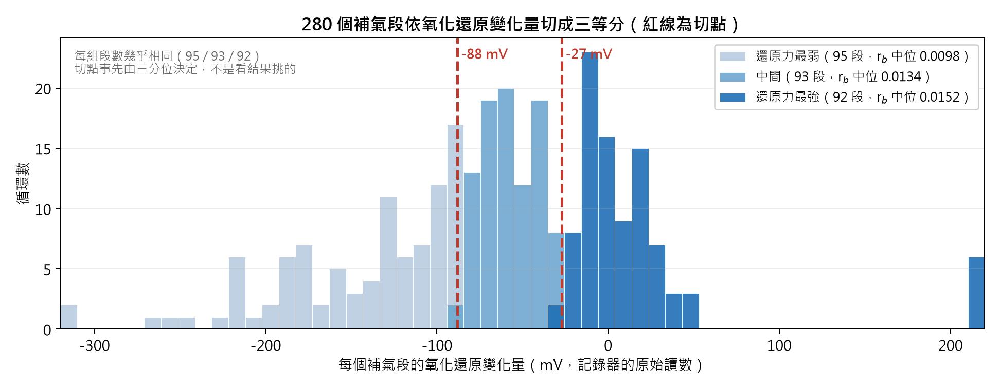 280 個補氣段依氧化還原變化量切成三等分（紅線為切點）
每組段數幾乎相同（95 / 93 / 92）
切點事先由三分位決定，不是看結果挑的
-88 mV
-27 mV
還原力最弱（95 段，r_b 中位 0.0098）
中間（93 段，r_b 中位 0.0134）
還原力最強（92 段，r_b 中位 0.0152）
循環數
20
15
10
5
0
-300
-200
-100
0
100
200
每個補氣段的氧化還原變化量（mV，記錄器的原始讀數）